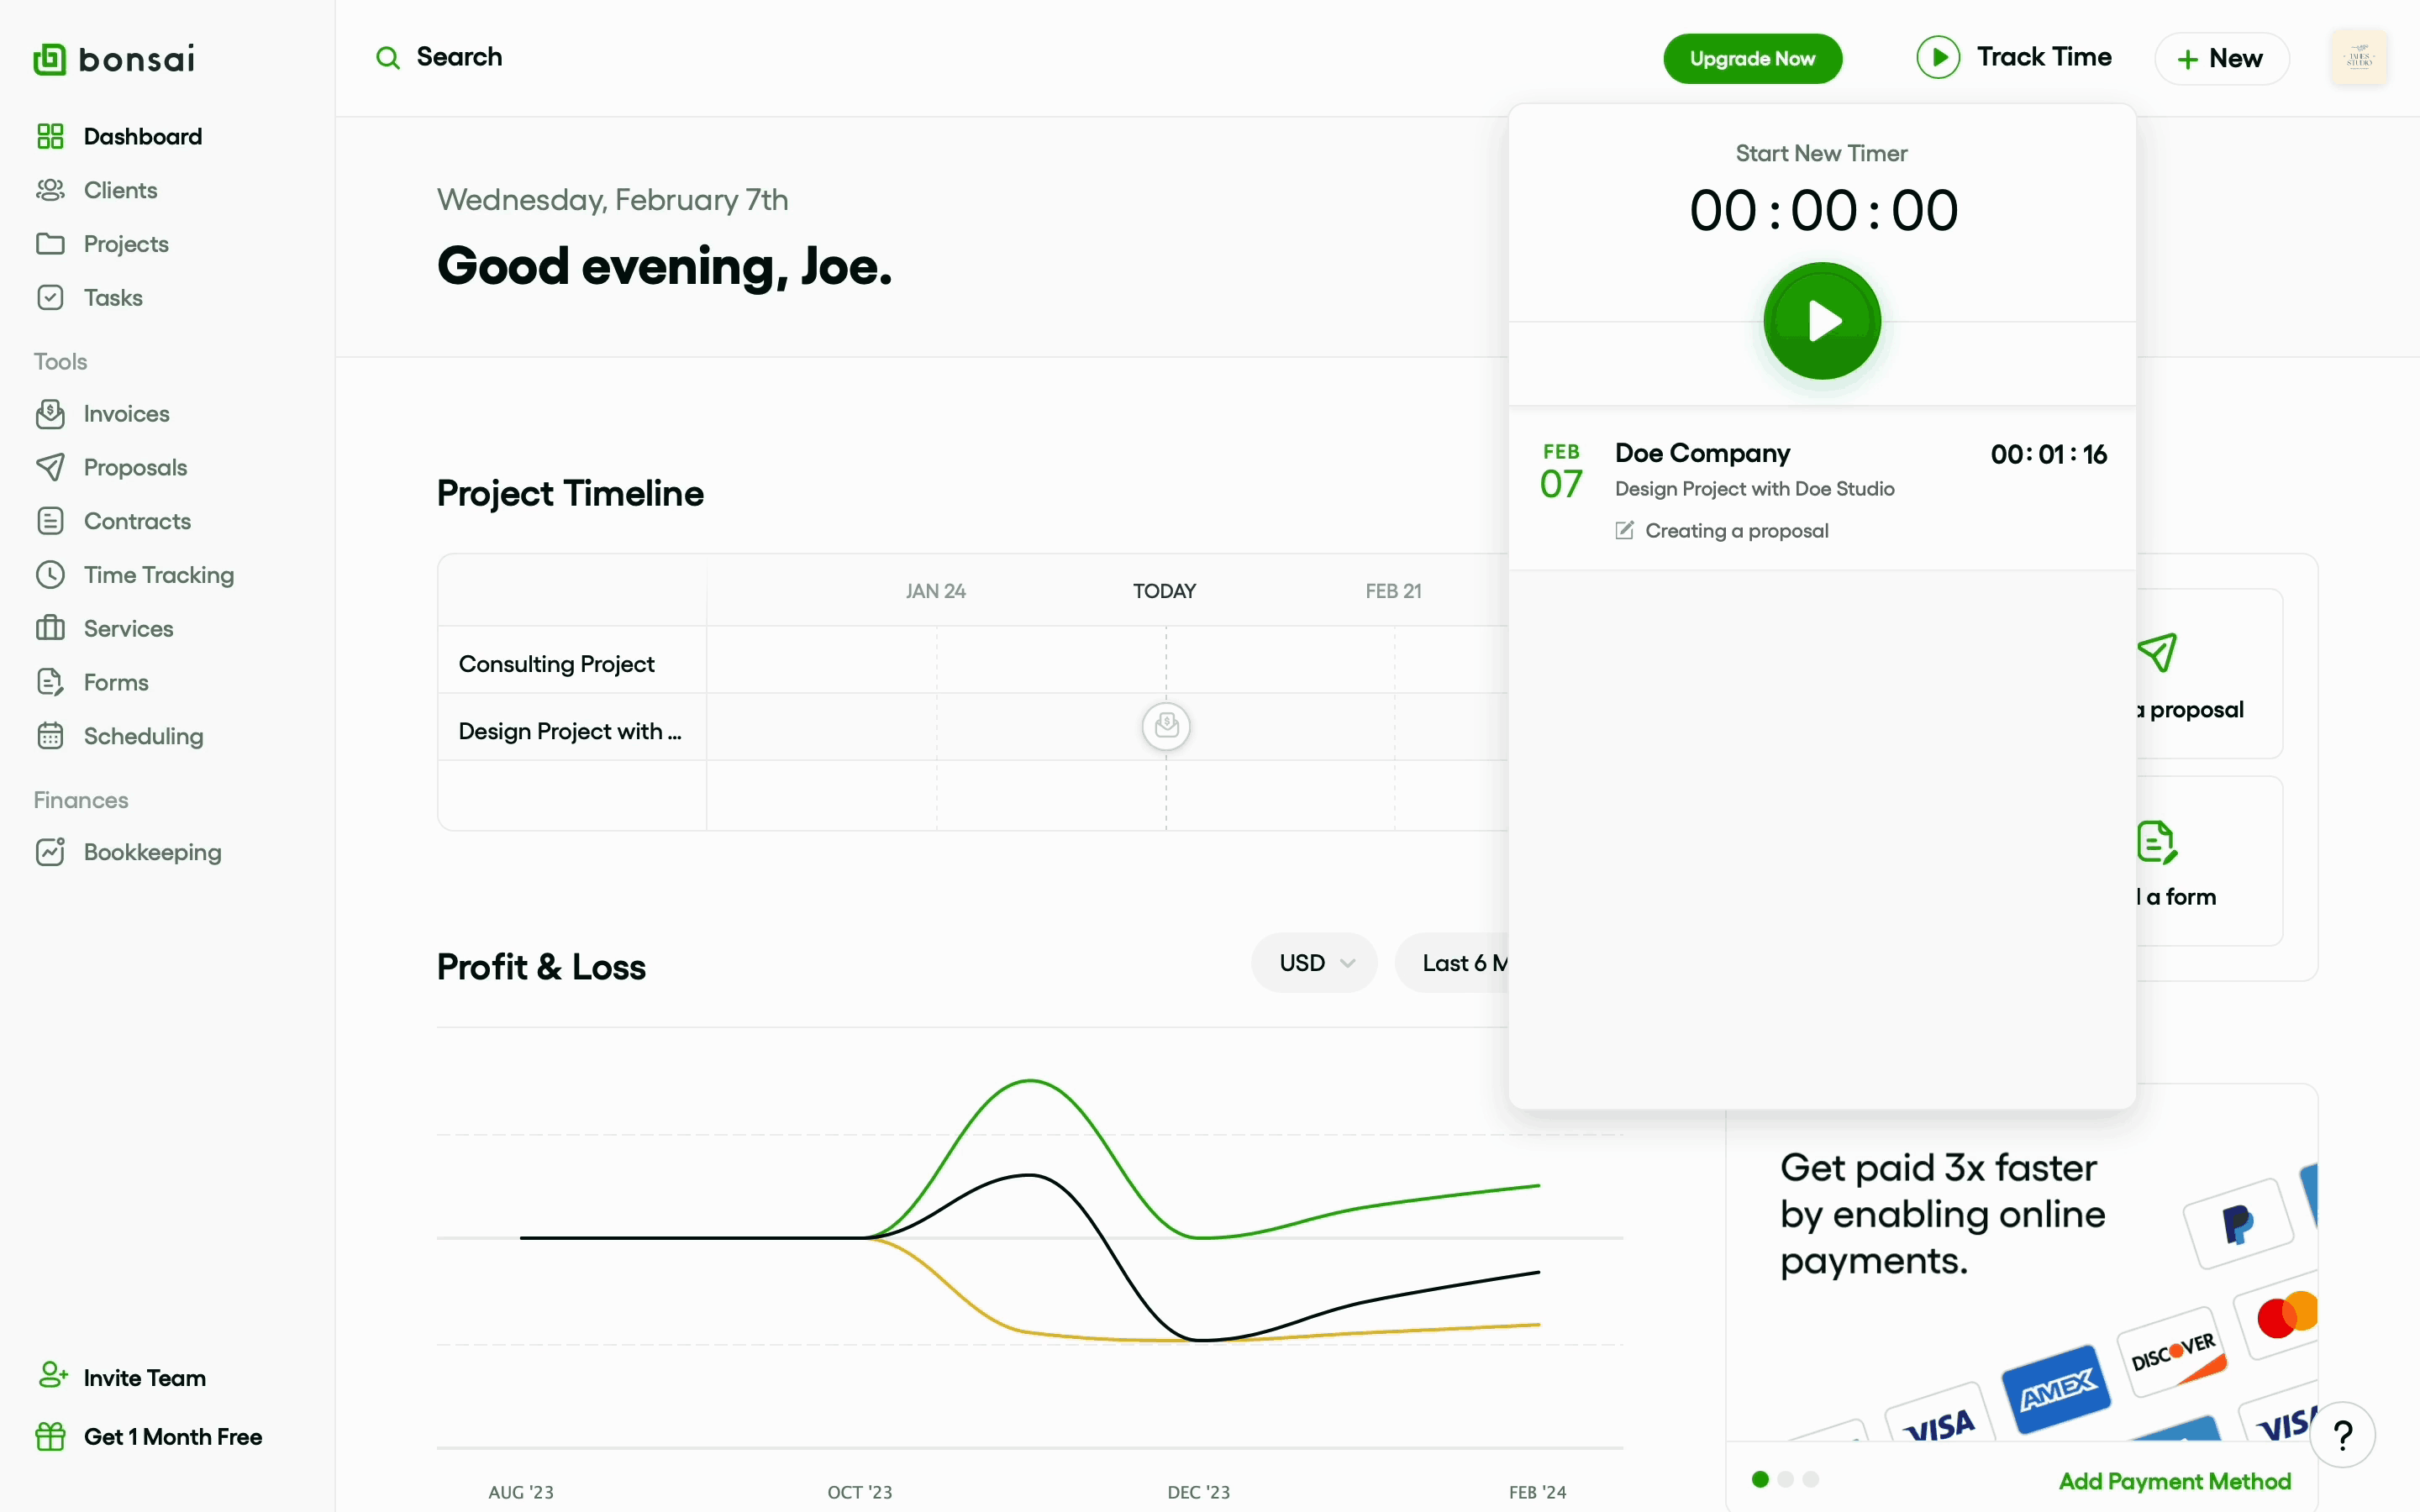 bonsai
Dashboard
Clients
Projects
Tasks
Tools
Invoices
Proposals
Contracts
Time Tracking
Services
Forms
Scheduling
Finances
Bookkeeping
Invite Team
Get 1 Month Free
Search
Upgrade Now
Track Time
+ New
JAMES
STUDIO
Wednesday, February 7th
Good evening, Joe.
Start New Timer
00:00:00
FEB
07
Doe Company
00:01:16
Design Project with Doe Studio
Creating a proposal
Project Timeline
JAN 24
TODAY
FEB 21
Consulting Project
Design Project with ...
a proposal
a form
Profit & Loss
USD
Last 6 M
AUG '23
OCT '23
DEC '23
FEB '24
Get paid 3x faster
by enabling online
payments.
DISCOVER
AMEX
VISA
VISA
?
Add Payment Method